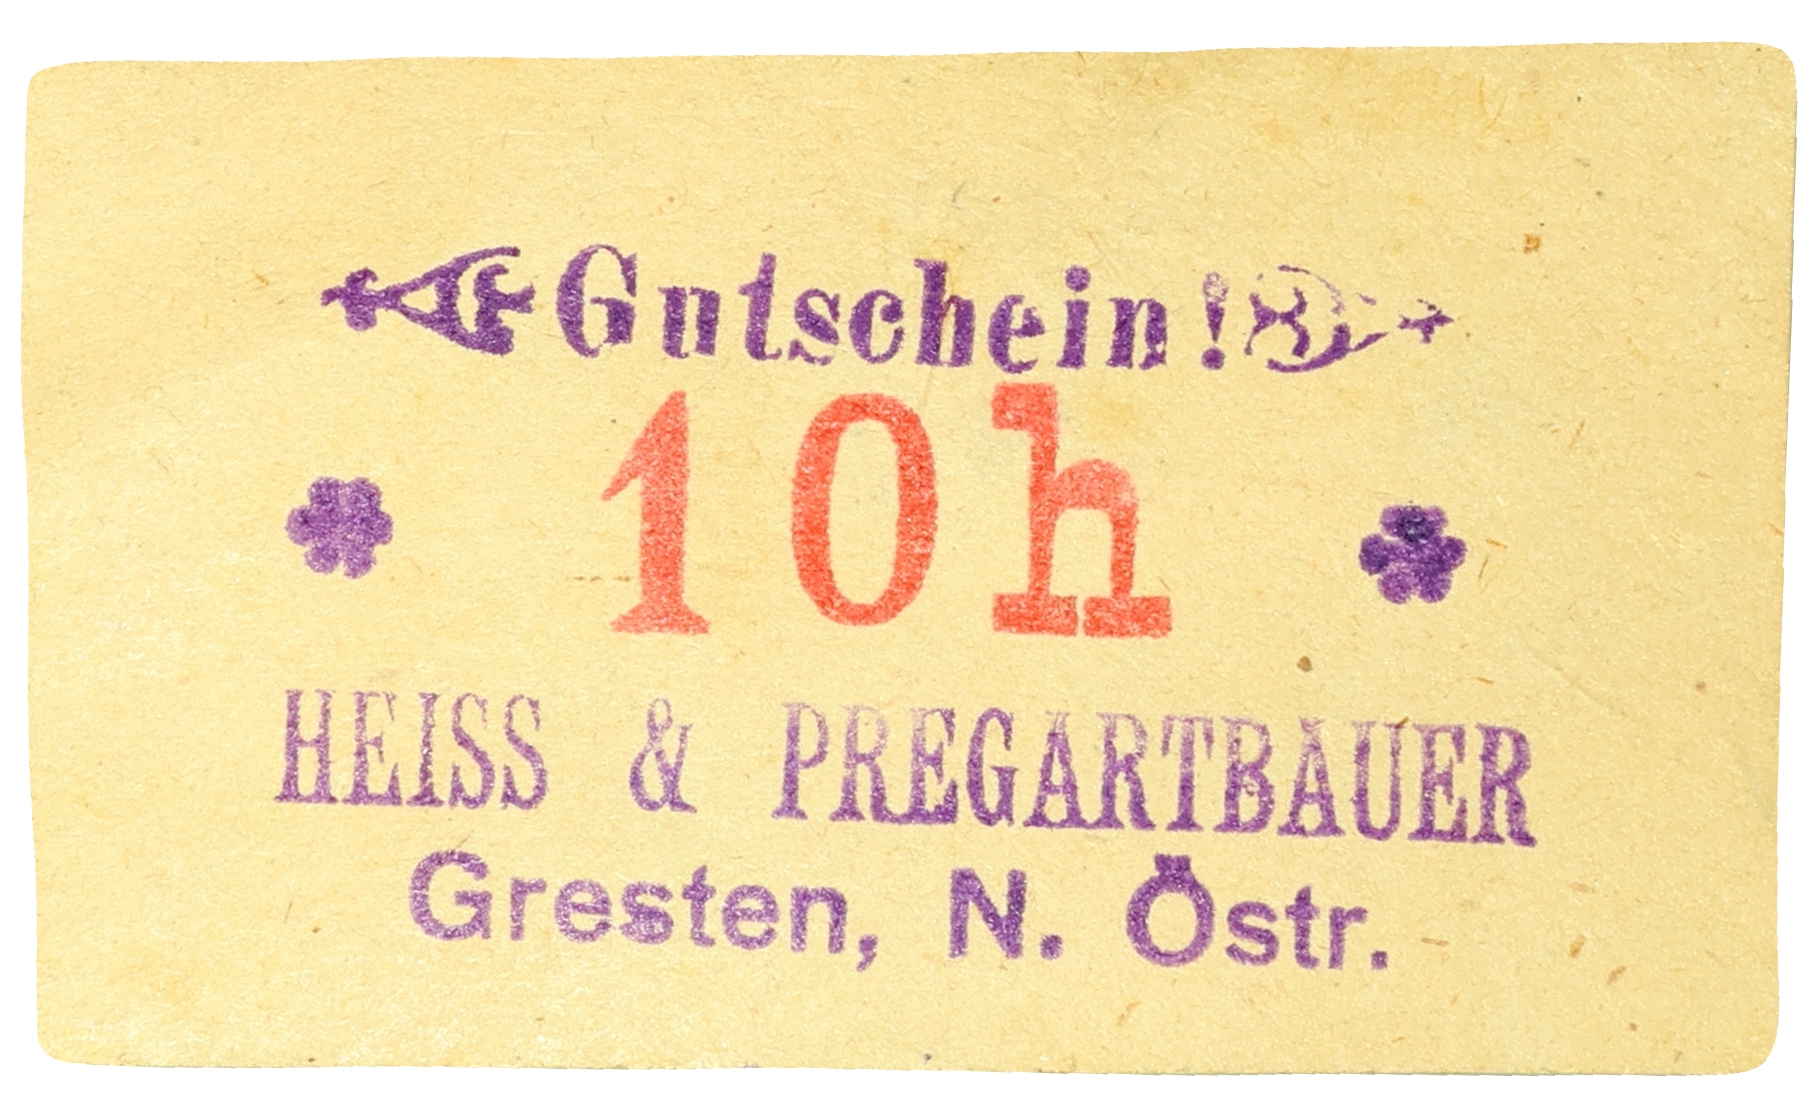 Gutschein!
10h
HEISS & PREGARTBAUER
Gresten, N. Östr.